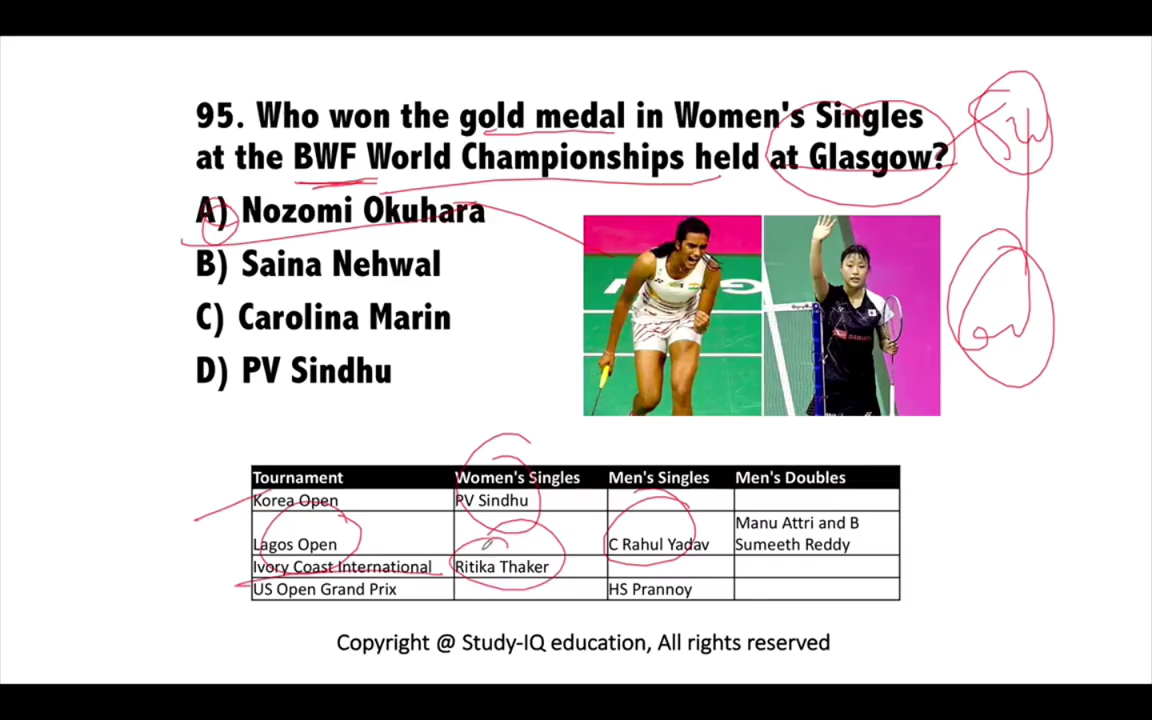 95. Who won the gold medal in Women's Singles
at the BWF World Championships held at Glasgow?
A) Nozomi Okuhara
B) Saina Nehwal
C) Carolina Marin
D) PV Sindhu
Tournament Women's Singles Men's Singles Men's Doubles
Korea Open PV Sindhu
Manu Attri and B
Lagos Open C Rahul Yadav Sumeeth Reddy
Ivory Coast International Ritika Thaker
US Open Grand Prix HS Prannoy
Copyright @ Study-IQ education, All rights reserved